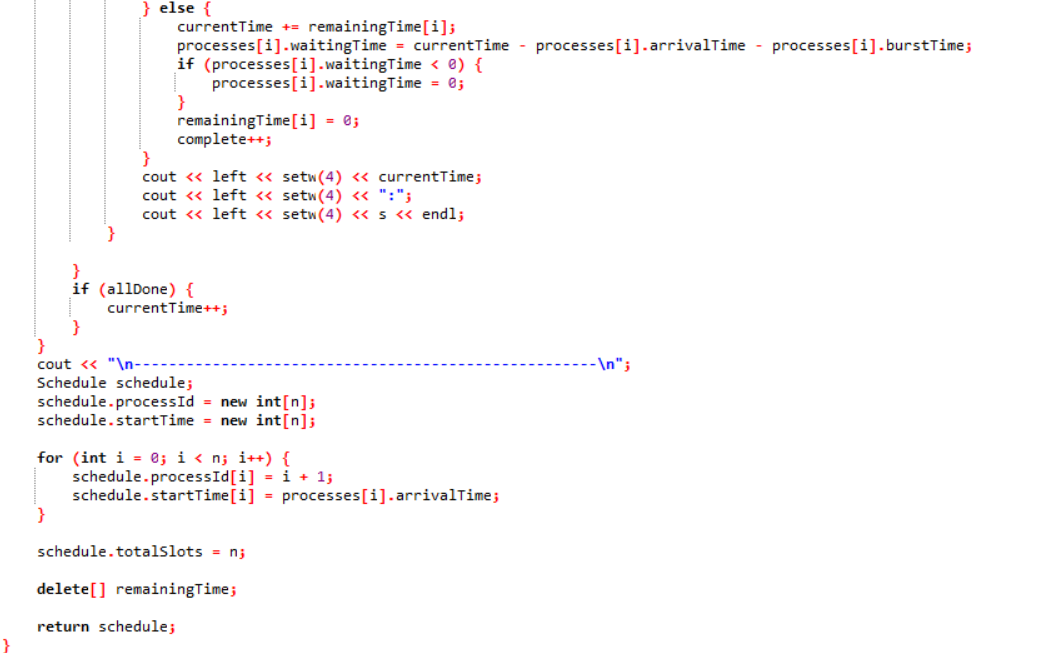 } else {
currentTime += remainingTime[i];
processes[i].waitingTime = currentTime - processes[i].arrivalTime - processes[i].burstTime;
if (processes[i].waitingTime < 0) {
processes[i].waitingTime = 0;
}
remainingTime[i] = 0;
complete++;
}
cout << left << setw(4) << currentTime;
cout << left << setw(4) << ":";
cout << left << setw(4) << s << endl;
}
}
if (allDone) {
currentTime++;
}
}
cout << "\n-----------------------------------------------------\n";
Schedule schedule;
schedule.processId = new int[n];
schedule.startTime = new int[n];
for (int i = 0; i < n; i++) {
schedule.processId[i] = i + 1;
schedule.startTime[i] = processes[i].arrivalTime;
}
schedule.totalSlots = n;
delete[] remainingTime;
return schedule;
}